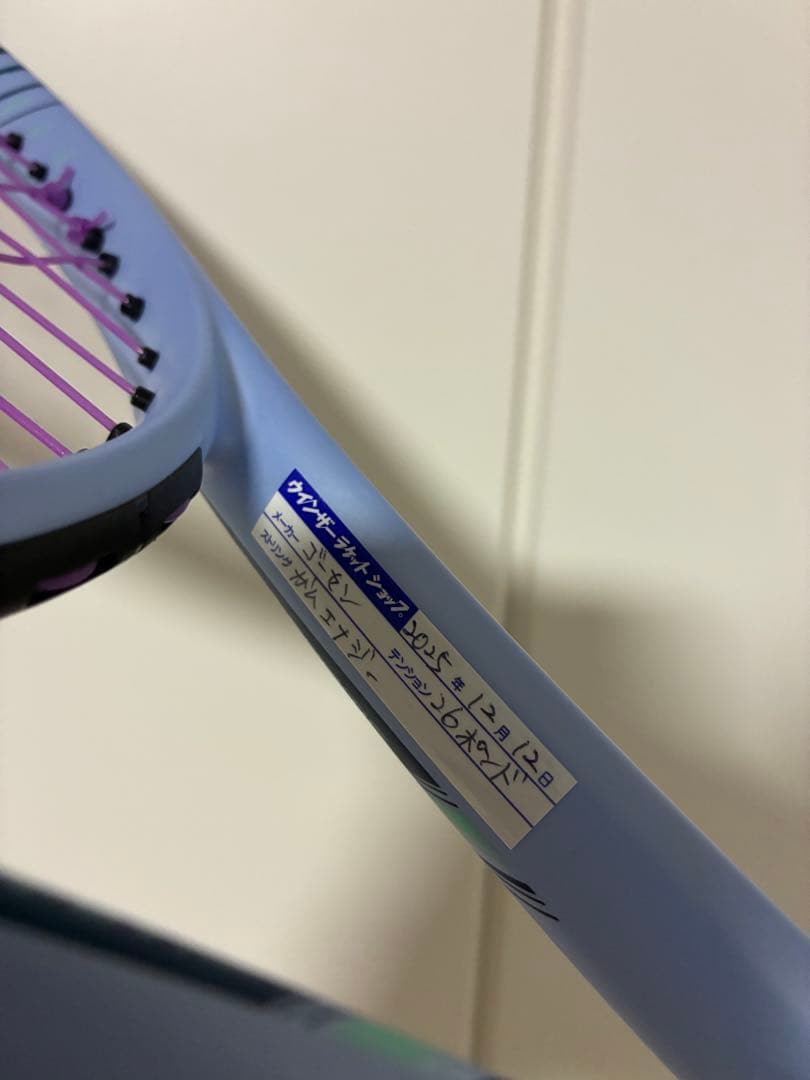 ウインザーラケットショップ。
2025年12月12日
メーカー ゴーセン
テンション 26ポンド
ストリング ガム エナジー